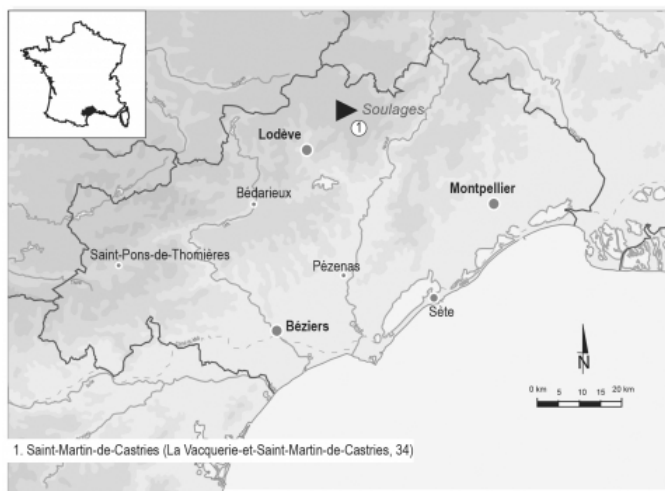 Soulages
1
Lodève
Bédarieux
Montpellier
Saint-Pons-de-Thomières
Pézenas
Sète
Béziers
N
0 km 5 10 15 20 km
1. Saint-Martin-de-Castries (La Vacquerie-et-Saint-Martin-de-Castries, 34)